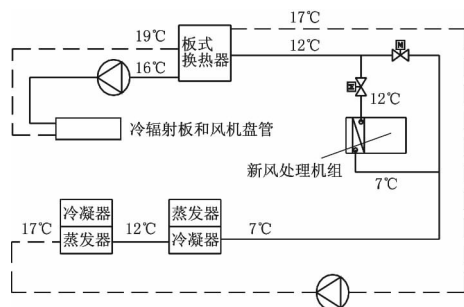 17℃
19℃
板式
换热器
12℃
16℃
冷辐射板和风机盘管
12℃
新风处理机组
7℃
冷凝器
蒸发器
蒸发器
冷凝器
17℃
12℃
7℃